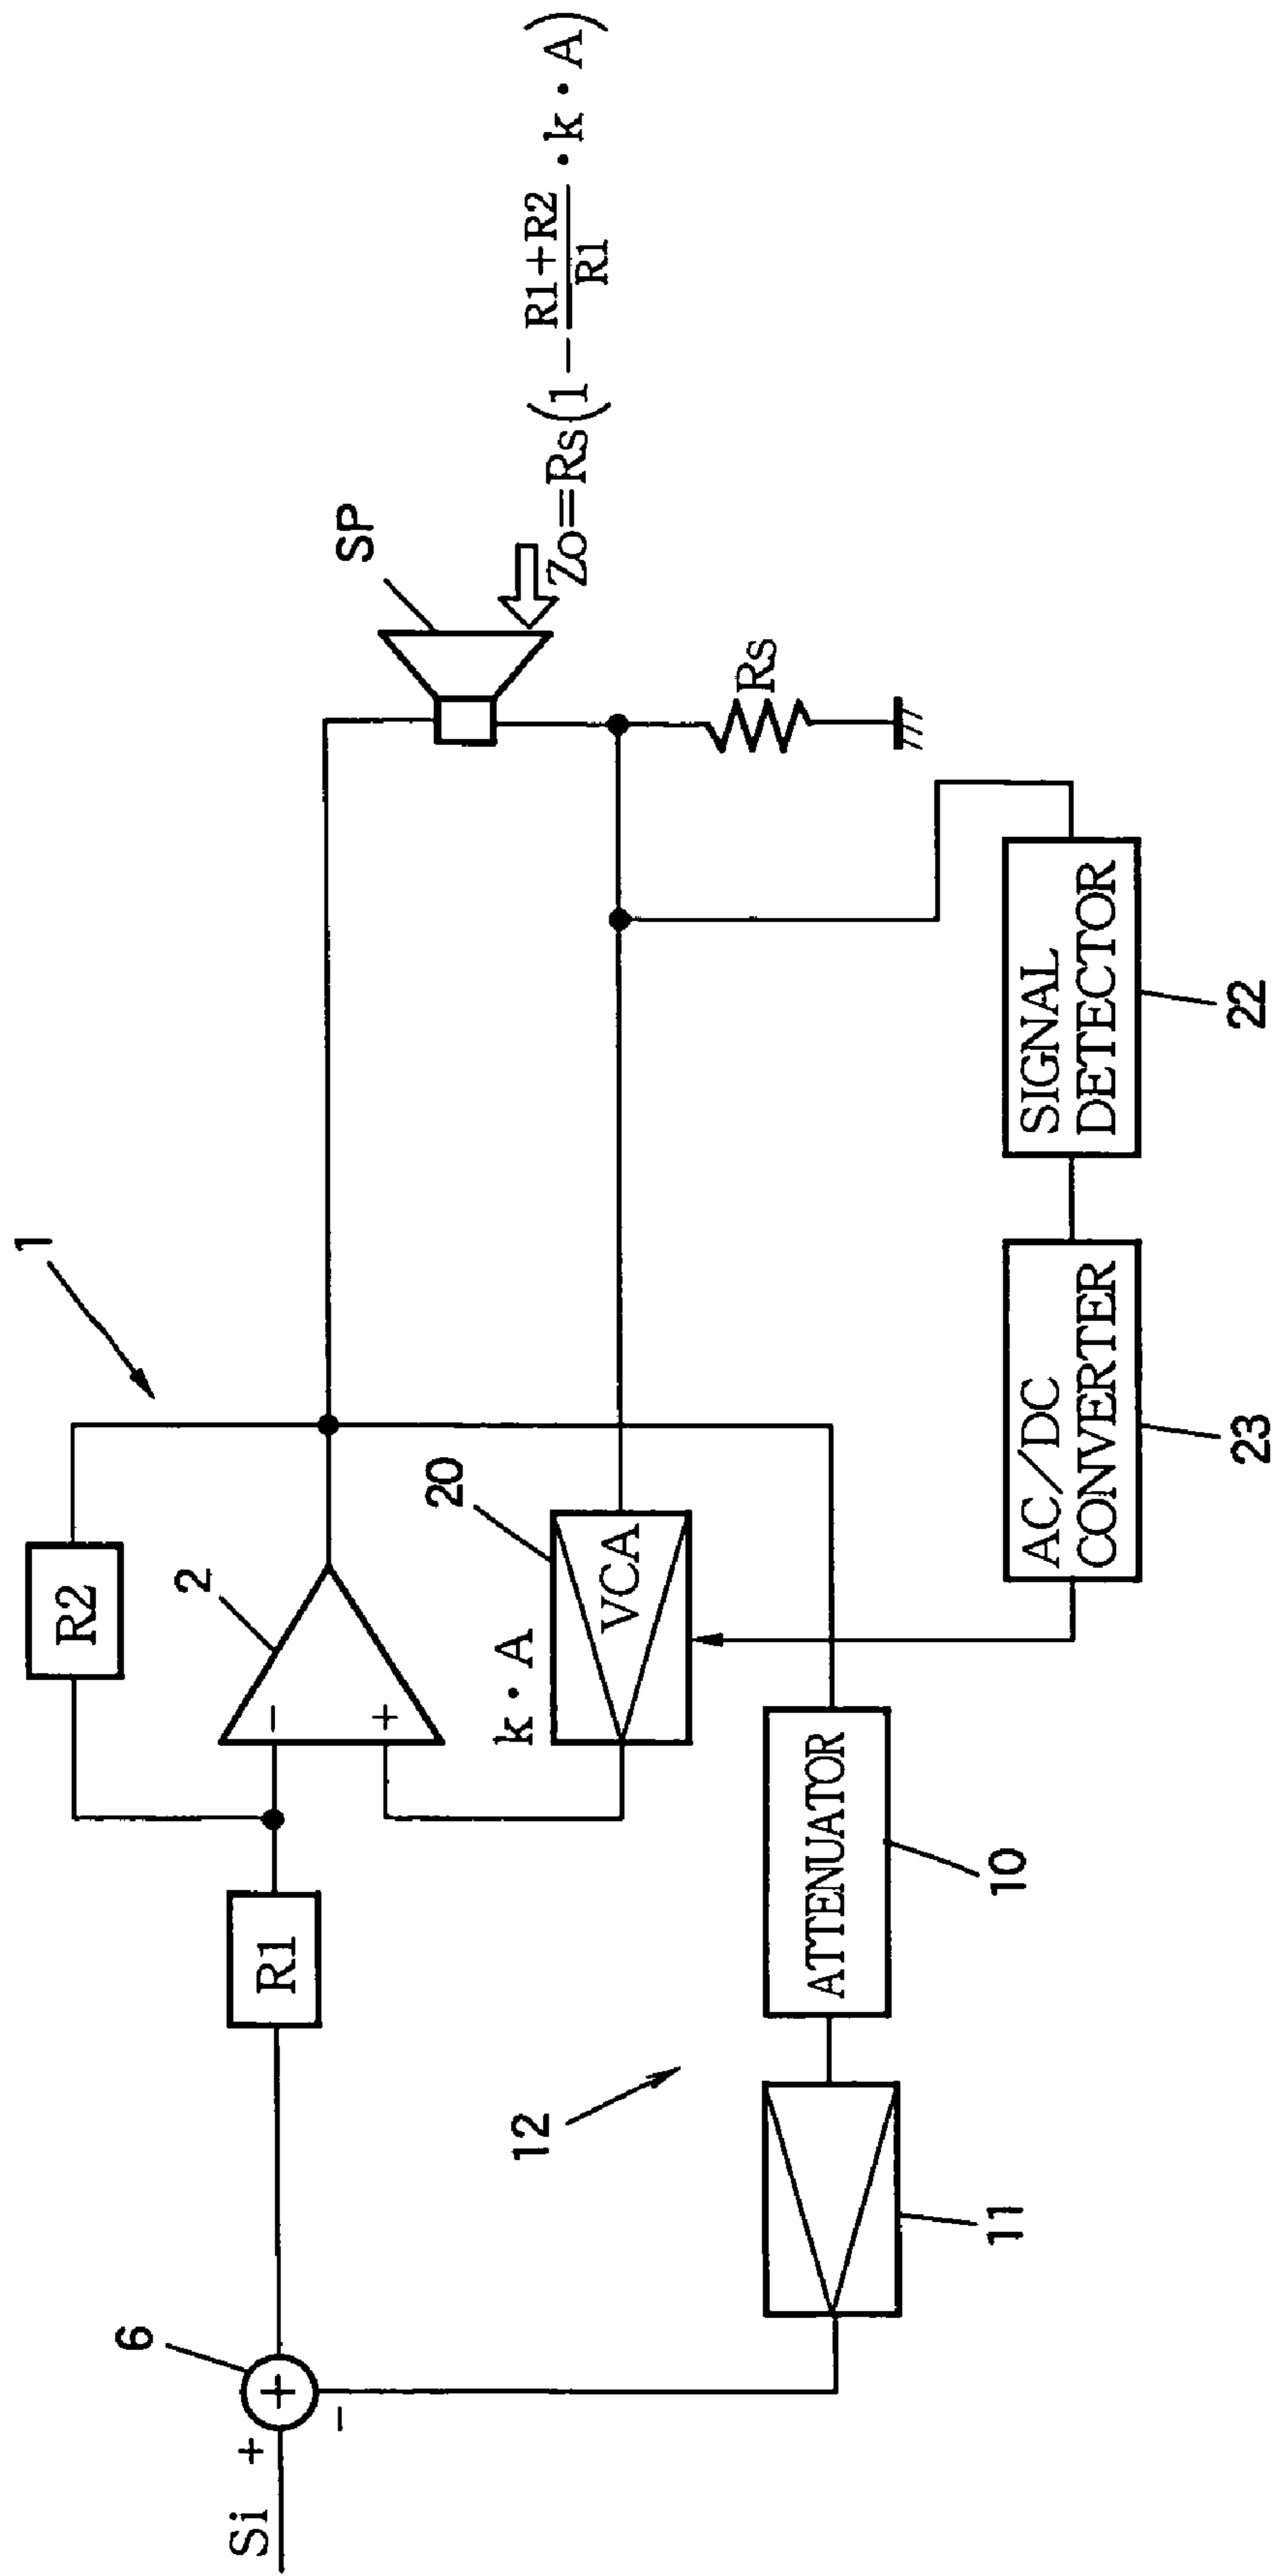 1
R2
2
6
+
Si
−
+
R1
−
+
k・A
20
VCA
SP
Zo=Rs(1−R1+R2/R1・k・A)
Rs
12
11
ATTENUATOR
10
AC/DC
CONVERTER
23
SIGNAL
DETECTOR
22